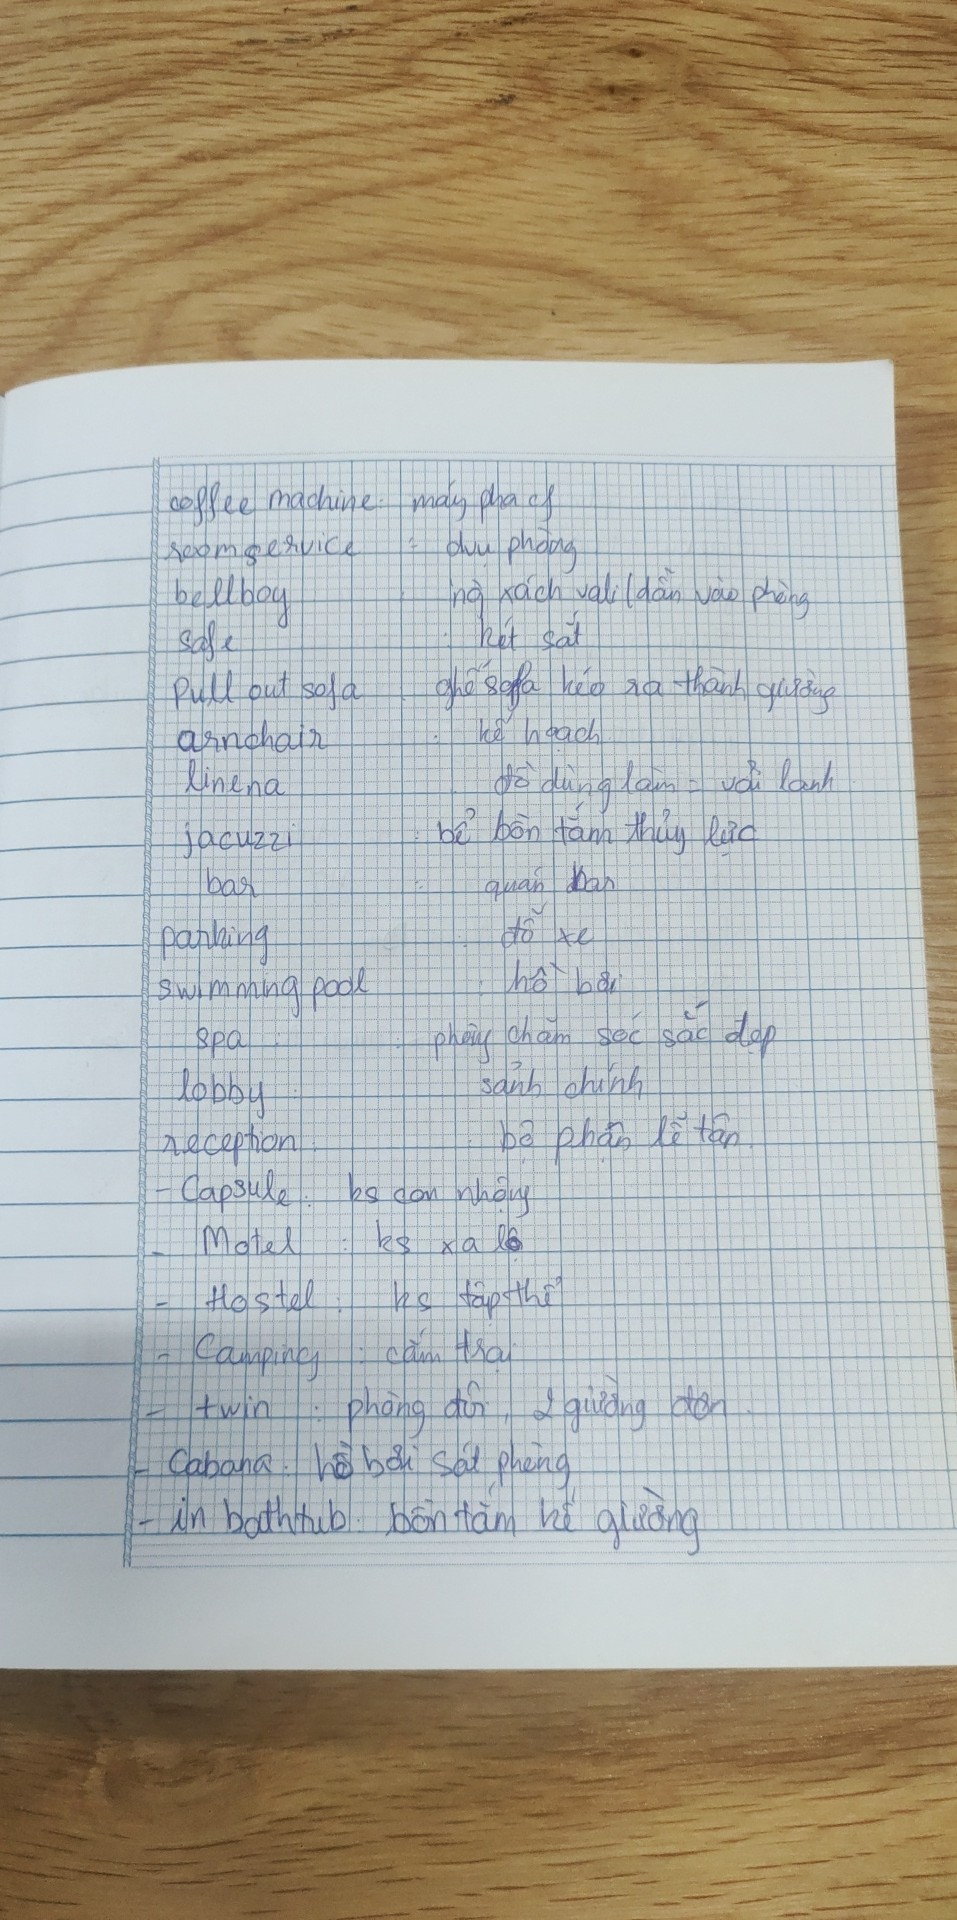 coffee machine: máy pha cf
roomservice : dvụ phòng
bellboy : ng xách vali (dẫn vào phòng
safe : két sắt
Pull out sofa : ghế sofa kéo ra thành giường
arnchair : kế hoạch
linena đồ dùng làm = vải lanh
jacuzzi : bể bồn tắm thủy lực
bar : quán bar
parking : đỗ xe
swimming pool : hồ bơi
spa : phòng chăm sóc sắc đẹp
lobby : sảnh chính
reception : bộ phận lễ tân
- Capsule : ks con nhộng
- Motel : ks xa lộ
- Hostel : ks tập thể
- Camping : cắm trại
- twin : phòng đôi, 2 giường đơn
- Cabana : hồ bơi sát phòng
- in bathtub : bồn tắm kế giường